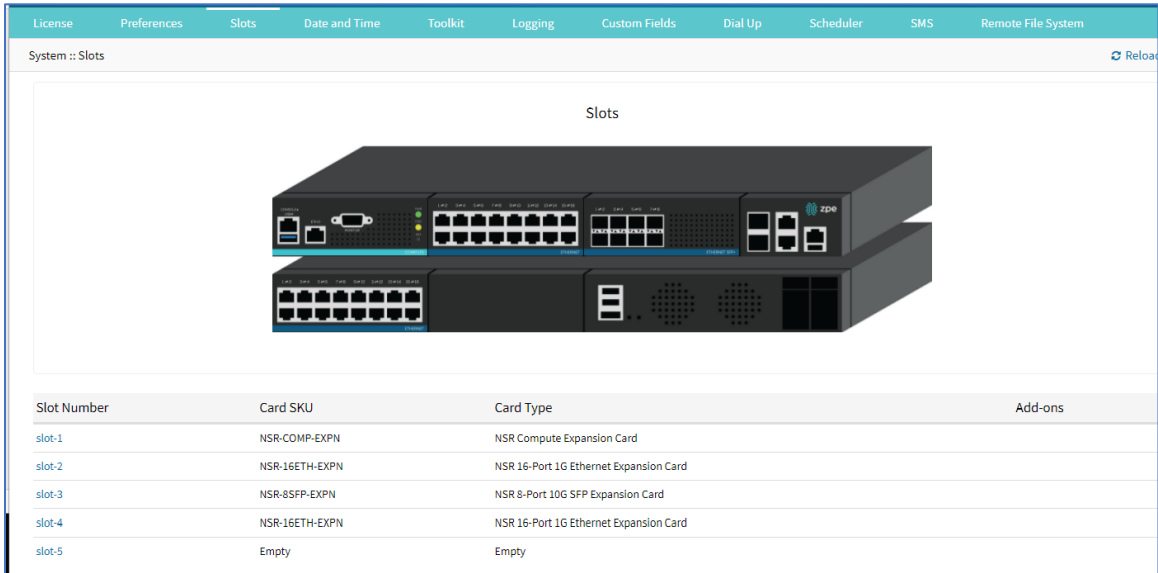 License Preferences Slots Date and Time Toolkit Logging Custom Fields Dial Up Scheduler SMS Remote File System
System :: Slots
Slots
zpe
ETHERNET
ETHERNET SFP+
ETHERNET
Slot Number Card SKU Card Type Add-ons
slot-1 NSR-COMP-EXPN NSR Compute Expansion Card
slot-2 NSR-16ETH-EXPN NSR 16-Port 1G Ethernet Expansion Card
slot-3 NSR-8SFP-EXPN NSR 8-Port 10G SFP Expansion Card
slot-4 NSR-16ETH-EXPN NSR 16-Port 1G Ethernet Expansion Card
slot-5 Empty Empty